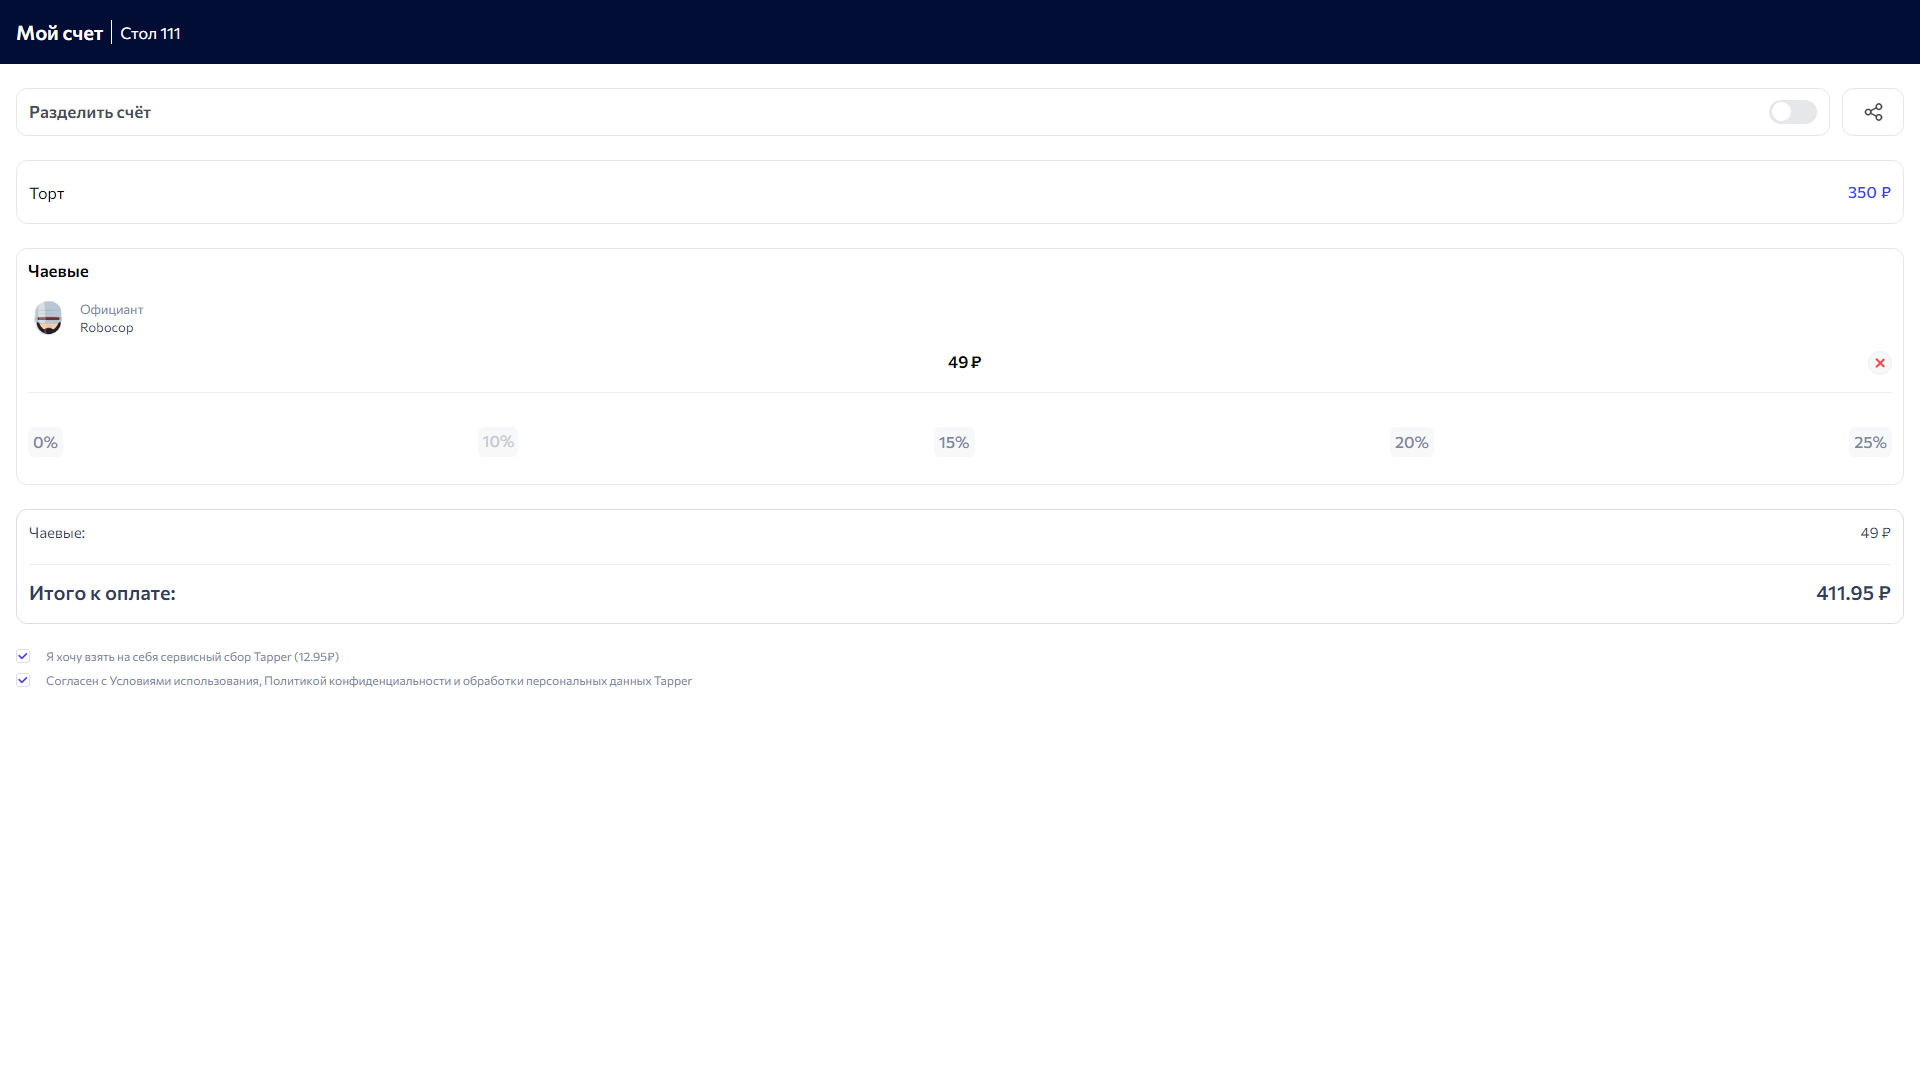 Мой счет
Стол 111
Разделить счёт
Торт
350 ₽
Чаевые
Официант
Robocop
49 ₽
0%
10%
15%
20%
25%
Чаевые:
49 ₽
Итого к оплате:
411.95 ₽
Я хочу взять на себя сервисный сбор Tapper (12.95₽)
Согласен с Условиями использования, Политикой конфиденциальности и обработки персональных данных Tapper